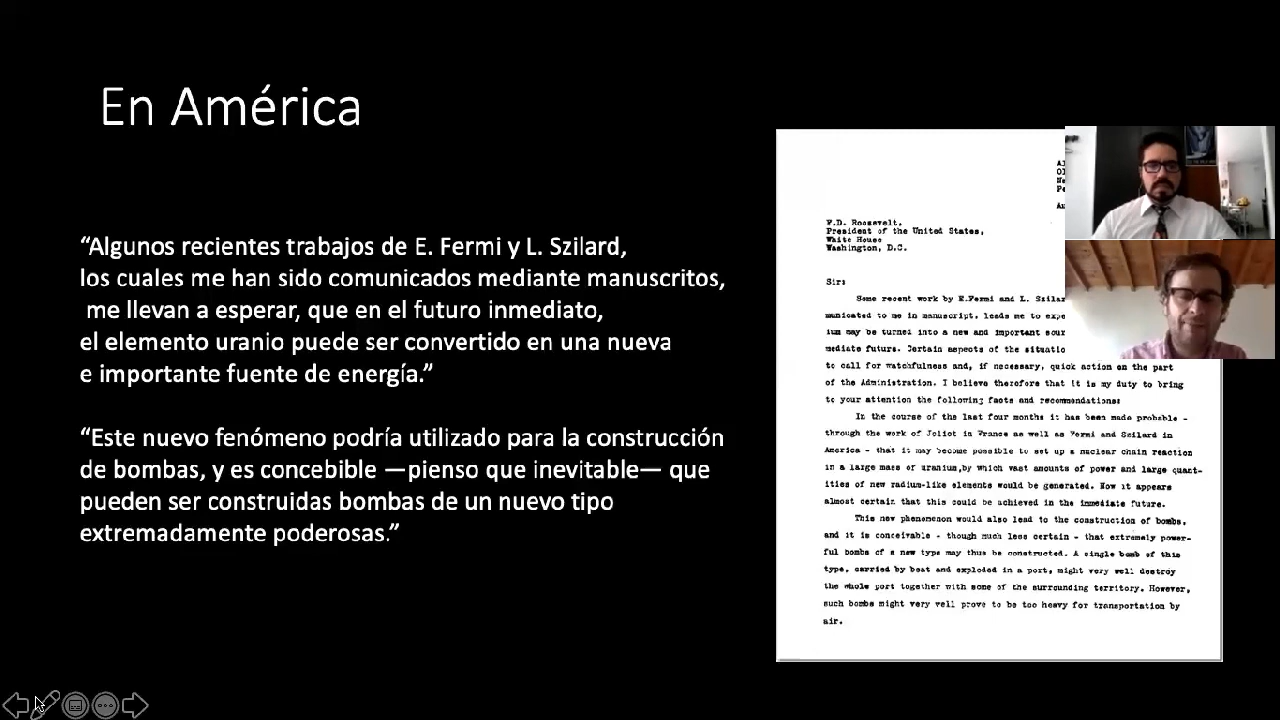 En América
“Algunos recientes trabajos de E. Fermi y L. Szilard,
los cuales me han sido comunicados mediante manuscritos,
me llevan a esperar, que en el futuro inmediato,
el elemento uranio puede ser convertido en una nueva
e importante fuente de energía.”
“Este nuevo fenómeno podría utilizado para la construcción
de bombas, y es concebible —pienso que inevitable— que
pueden ser construidas bombas de un nuevo tipo
extremadamente poderosas.”
F.D. Roosevelt,
President of the United States,
White House
Washington, D.C.
Sir:
Some recent work by E.Fermi and L. Szilar
municated to me in manuscript, leads me to expe
ium may be turned into a new and important sour
mediate future. Certain aspects of the situatio
to call for watchfulness and, if necessary, quick action on the part
of the Administration. I believe therefore that it is my duty to bring
to your attention the following facts and recommendations:
In the course of the last four months it has been made probable -
through the work of Joliot in France as well as Fermi and Szilard in
America - that it may become possible to set up a nuclear chain reaction
in a large mass of uranium,by which vast amounts of power and large quant-
ities of new radium-like elements would be generated. Now it appears
almost certain that this could be achieved in the immediate future.
This new phenomenon would also lead to the construction of bombs,
and it is conceivable - though much less certain - that extremely power-
ful bombs of a new type may thus be constructed. A single bomb of this
type, carried by boat and exploded in a port, might very well destroy
the whole port together with some of the surrounding territory. However,
such bombs might very well prove to be too heavy for transportation by
air.